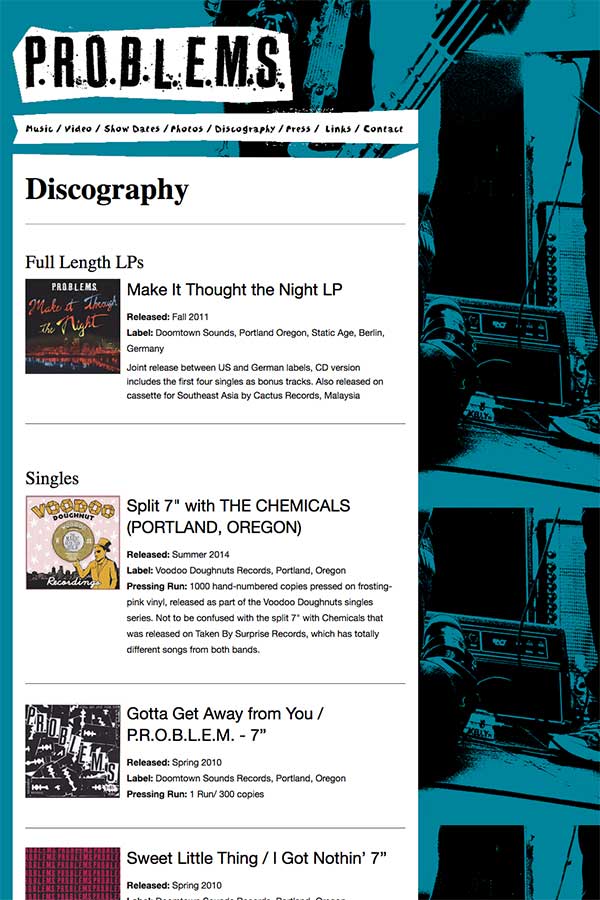 P.R.O.B.L.E.M.S.
Music / Video / Show Dates / Photos / Discography / Press / Links / Contact
Discography
Full Length LPs
P.R.O.B.L.E.M.S.
Make it Through
the Night
Make It Thought the Night LP
Released: Fall 2011
Label: Doomtown Sounds, Portland Oregon, Static Age, Berlin,
Germany
Joint release between US and German labels, CD version
includes the first four singles as bonus tracks. Also released on
cassette for Southeast Asia by Cactus Records, Malaysia
Singles
VOODOO
DOUGHNUT
Recordings
Split 7" with THE CHEMICALS
(PORTLAND, OREGON)
Released: Summer 2014
Label: Voodoo Doughnuts Records, Portland, Oregon
Pressing Run: 1000 hand-numbered copies pressed on frosting-
pink vinyl, released as part of the Voodoo Doughnuts singles
series. Not to be confused with the split 7" with Chemicals that
was released on Taken By Surprise Records, which has totally
different songs from both bands.
P.R.O.B.L.E.M.S.
Gotta Get Away from You /
P.R.O.B.L.E.M. - 7”
Released: Spring 2010
Label: Doomtown Sounds Records, Portland, Oregon
Pressing Run: 1 Run/ 300 copies
Sweet Little Thing / I Got Nothin’ 7”
Released: Spring 2010
Label: Doomtown Sounds Records, Portland, Oregon